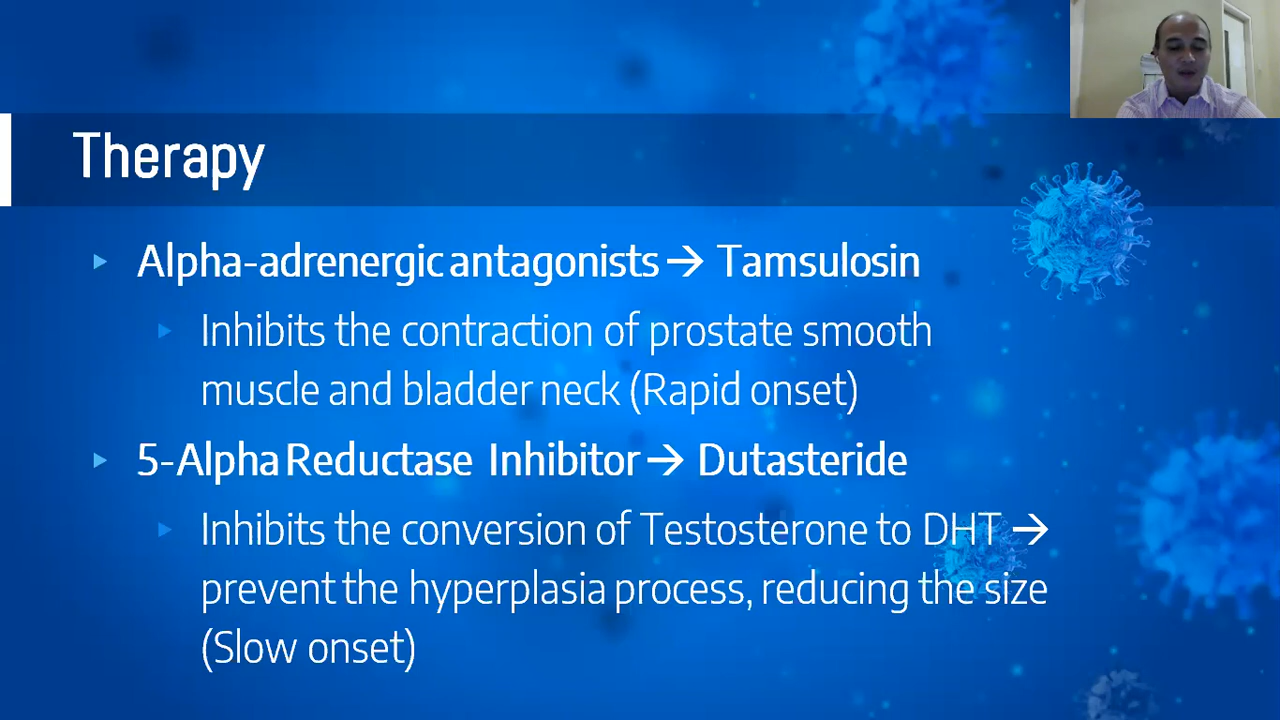 Therapy
Alpha-adrenergic antagonists → Tamsulosin
Inhibits the contraction of prostate smooth
muscle and bladder neck (Rapid onset)
5-Alpha Reductase Inhibitor → Dutasteride
Inhibits the conversion of Testosterone to DHT →
prevent the hyperplasia process, reducing the size
(Slow onset)